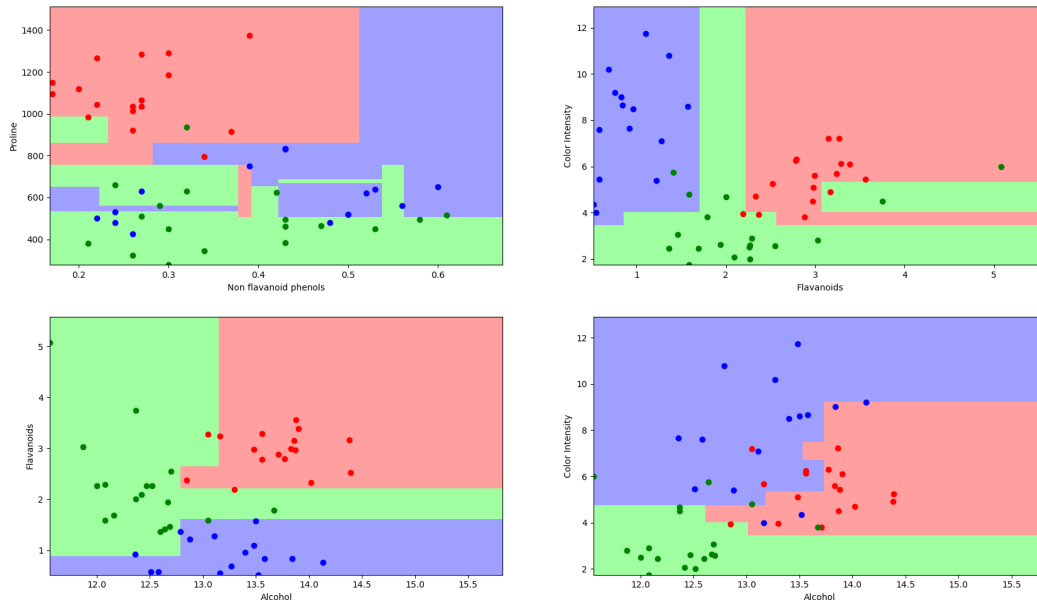 1400
1200
1000
800
600
400
Proline
0.2 0.3 0.4 0.5 0.6
Non flavanoid phenols
12
10
8
6
4
2
Color Intensity
1 2 3 4 5
Flavanoids
5
4
3
2
1
Flavanoids
12.0 12.5 13.0 13.5 14.0 14.5 15.0 15.5
Alcohol
12
10
8
6
4
2
Color Intensity
12.0 12.5 13.0 13.5 14.0 14.5 15.0 15.5
Alcohol